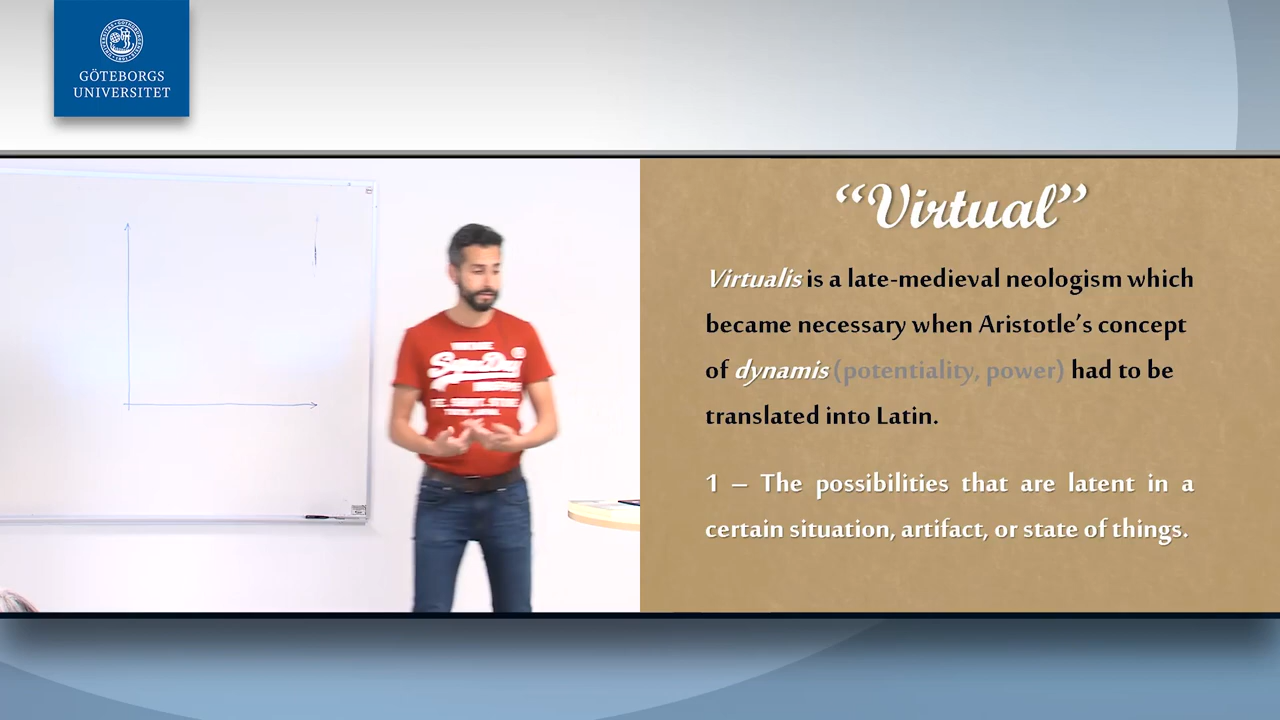 GÖTEBORGS
UNIVERSITET
“Virtual”
Virtualis is a late-medieval neologism which
became necessary when Aristotle’s concept
of dynamis (potentiality, power) had to be
translated into Latin.
1 – The possibilities that are latent in a
certain situation, artifact, or state of things.